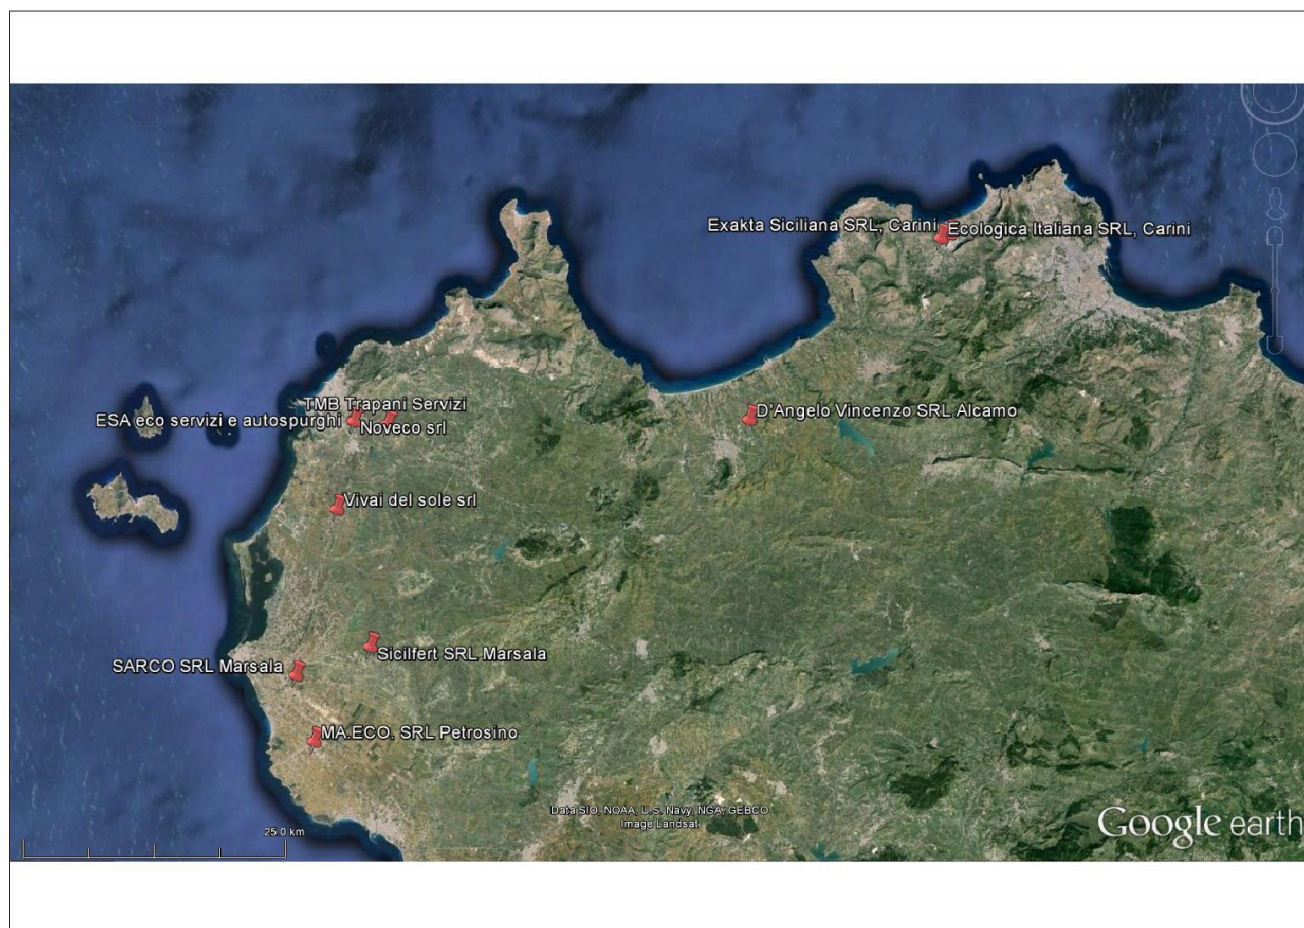 Exakta Siciliana SRL, Carini
Ecologica Italiana SRL, Carini
TMB Trapani Servizi
D'Angelo Vincenzo SRL Alcamo
ESA eco servizi e autospurghi
Noveco srl
Vivai del sole srl
Sicilfert SRL Marsala
SARCO SRL Marsala
MA.ECO. SRL Petrosino
Data SIO, NOAA, U.S. Navy, NGA, GEBCO
Image Landsat
Google earth
25.0 km